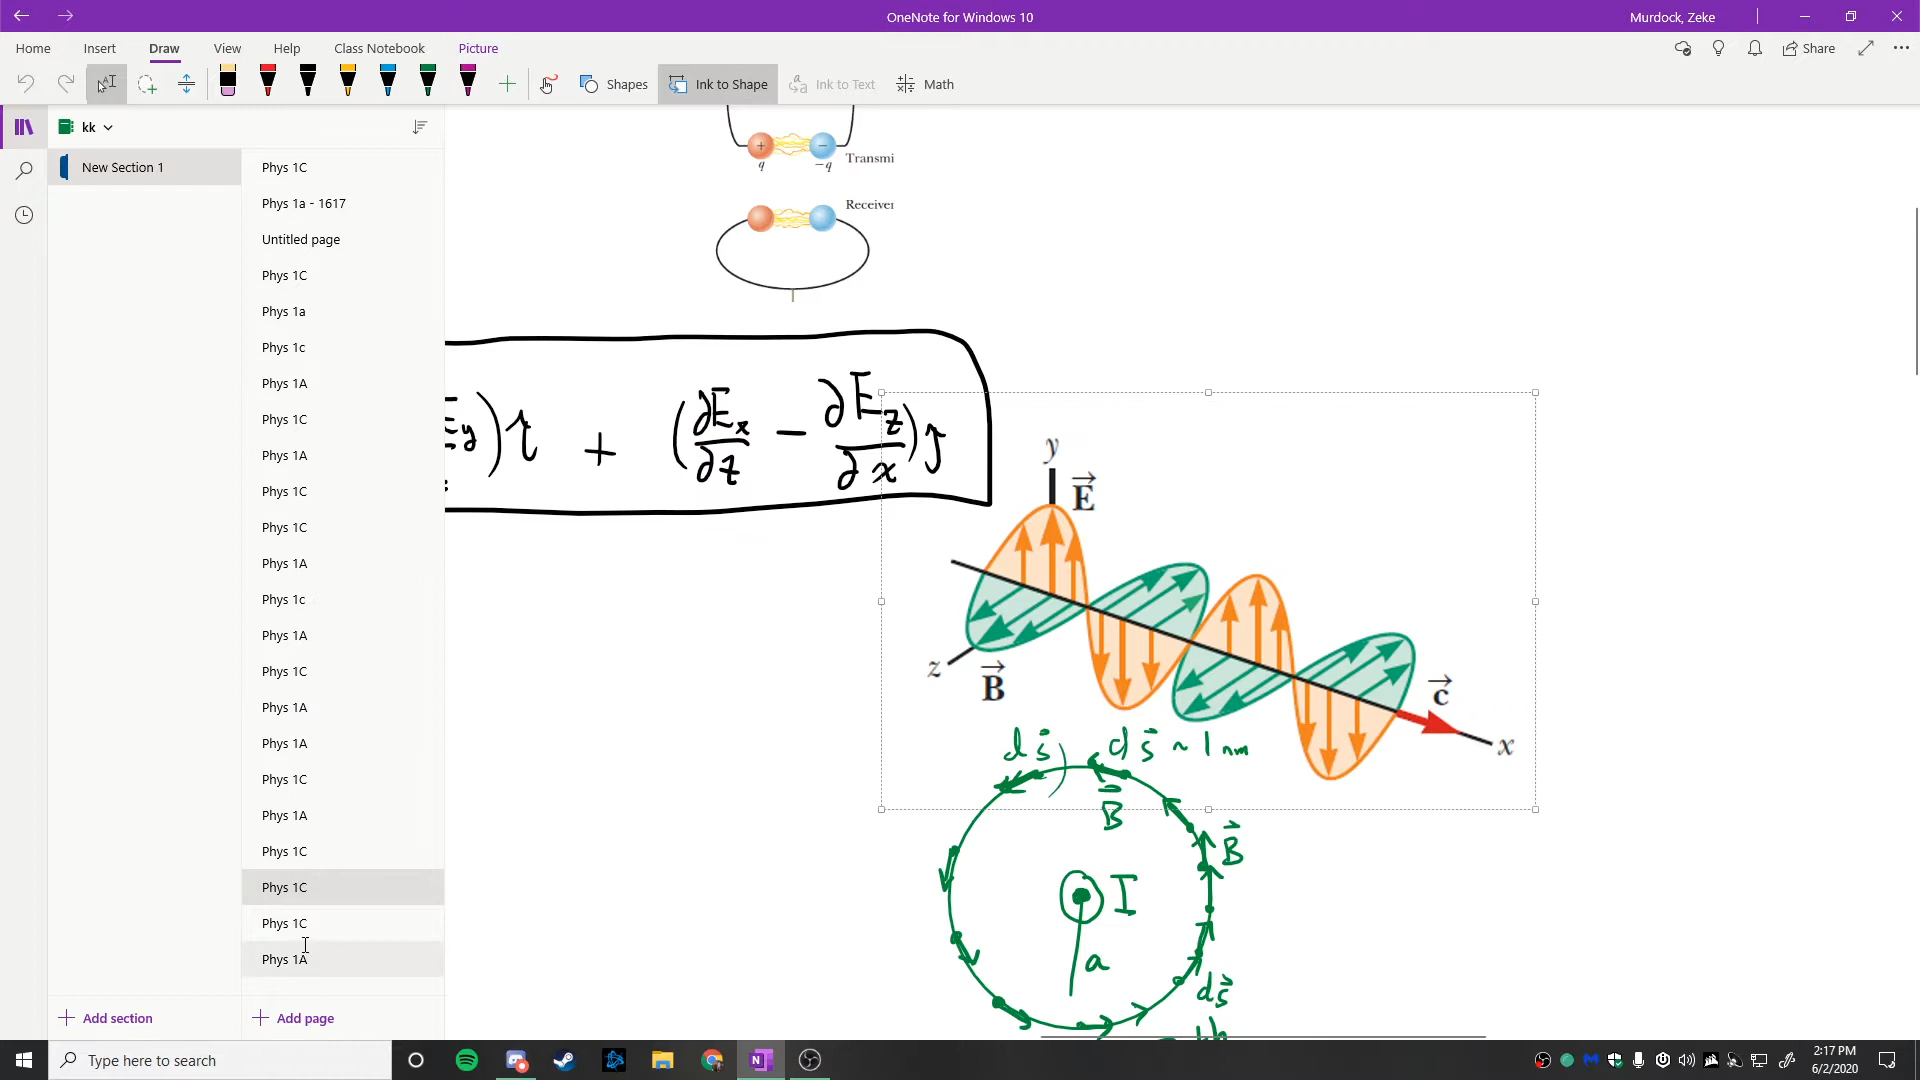 OneNote for Windows 10
Murdock, Zeke
Home Insert Draw View Help Class Notebook Picture
Share
Shapes Ink to Shape Ink to Text Math
kk
New Section 1
Phys 1C
Phys 1a - 1617
Untitled page
Phys 1C
Phys 1a
Phys 1c
Phys 1A
Phys 1C
Phys 1A
Phys 1C
Phys 1C
Phys 1A
Phys 1c
Phys 1A
Phys 1C
Phys 1A
Phys 1A
Phys 1C
Phys 1A
Phys 1C
Phys 1C
Phys 1C
Phys 1A
Add section
Add page
+ −
q −q
Transmi
Receiver
Ey) î + (∂Ex/∂z − ∂Ez/∂x) ĵ
y
E⃗
z
B⃗
c⃗
x
ds⃗ ds⃗ ~ 1 nm
B⃗
B⃗
I
a
ds⃗
Type here to search
2:17 PM
6/2/2020